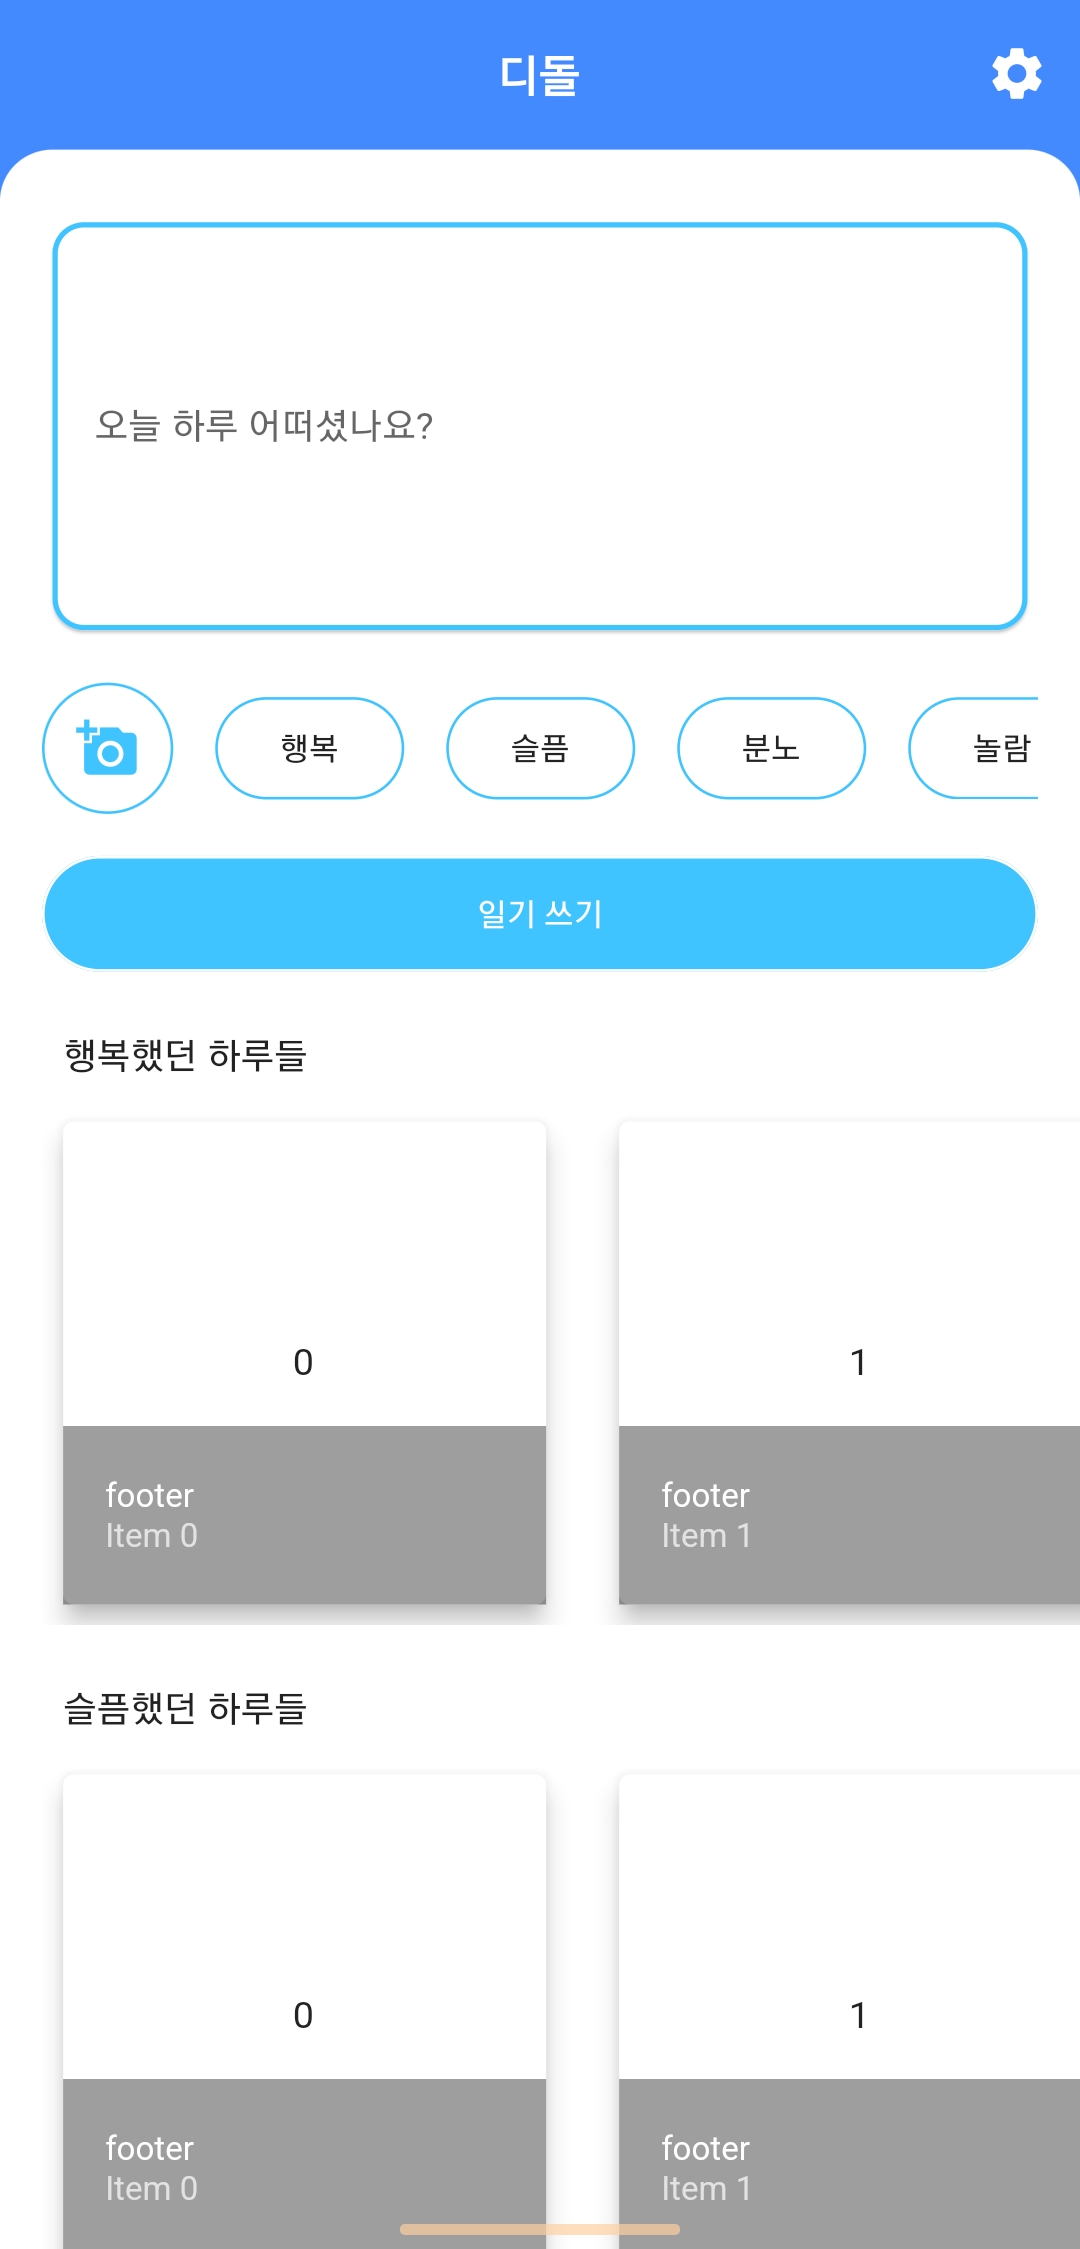 디돌
오늘 하루 어떠셨나요?
행복 슬픔 분노 놀람
일기 쓰기
행복했던 하루들
0 1
footer footer
Item 0 Item 1
슬픔했던 하루들
0 1
footer footer
Item 0 Item 1